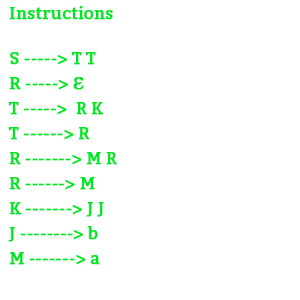 Instructions
S -----> T T
R -----> ε
T ----->  R K
T ------> R
R -------> M R
R ------> M
K -------> J J
J --------> b
M -------> a